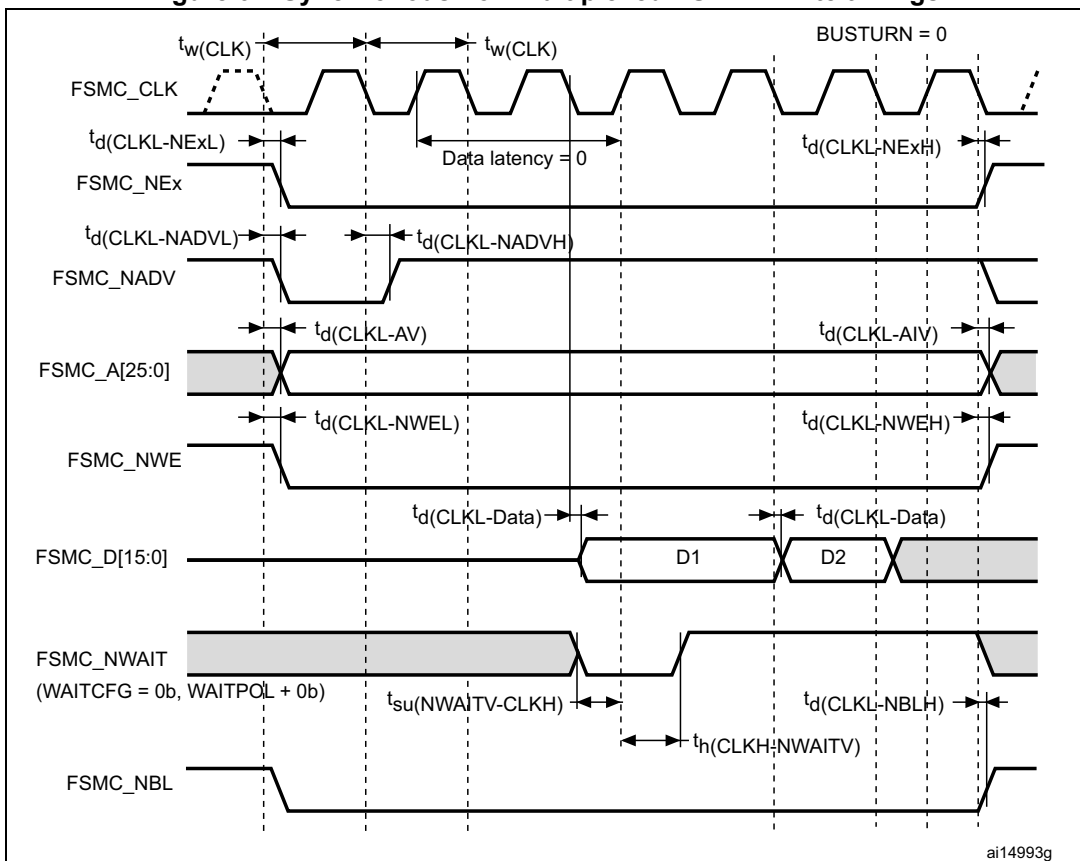 BUSTURN = 0
tw(CLK) tw(CLK)
FSMC_CLK
td(CLKL-NExL) Data latency = 0 td(CLKL-NExH)
FSMC_NEx
td(CLKL-NADVL) td(CLKL-NADVH)
FSMC_NADV
td(CLKL-AV) td(CLKL-AIV)
FSMC_A[25:0]
td(CLKL-NWEL) td(CLKL-NWEH)
FSMC_NWE
td(CLKL-Data) td(CLKL-Data)
FSMC_D[15:0] D1 D2
FSMC_NWAIT
(WAITCFG = 0b, WAITPOL + 0b)
tsu(NWAITV-CLKH) td(CLKL-NBLH)
th(CLKH-NWAITV)
FSMC_NBL
ai14993g